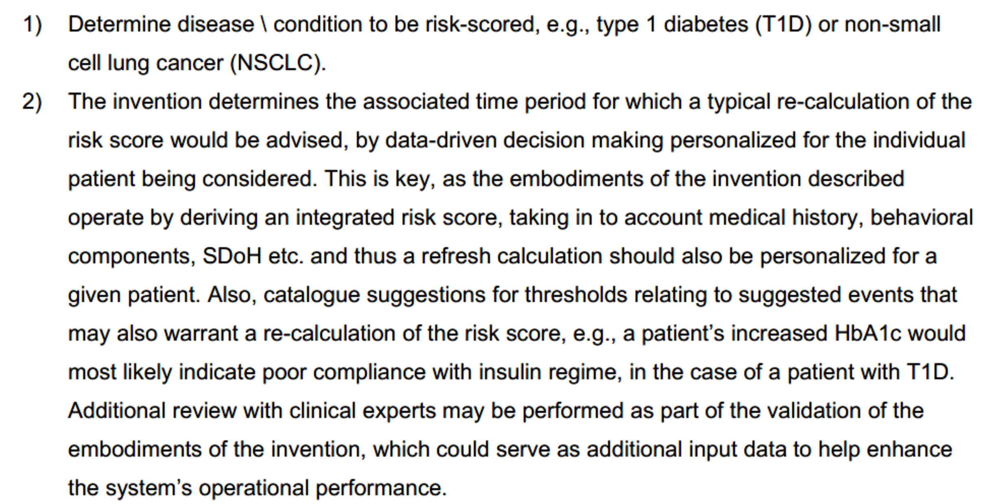 1) Determine disease \ condition to be risk-scored, e.g., type 1 diabetes (T1D) or non-small
cell lung cancer (NSCLC).
2) The invention determines the associated time period for which a typical re-calculation of the
risk score would be advised, by data-driven decision making personalized for the individual
patient being considered. This is key, as the embodiments of the invention described
operate by deriving an integrated risk score, taking in to account medical history, behavioral
components, SDoH etc. and thus a refresh calculation should also be personalized for a
given patient. Also, catalogue suggestions for thresholds relating to suggested events that
may also warrant a re-calculation of the risk score, e.g., a patient’s increased HbA1c would
most likely indicate poor compliance with insulin regime, in the case of a patient with T1D.
Additional review with clinical experts may be performed as part of the validation of the
embodiments of the invention, which could serve as additional input data to help enhance
the system’s operational performance.